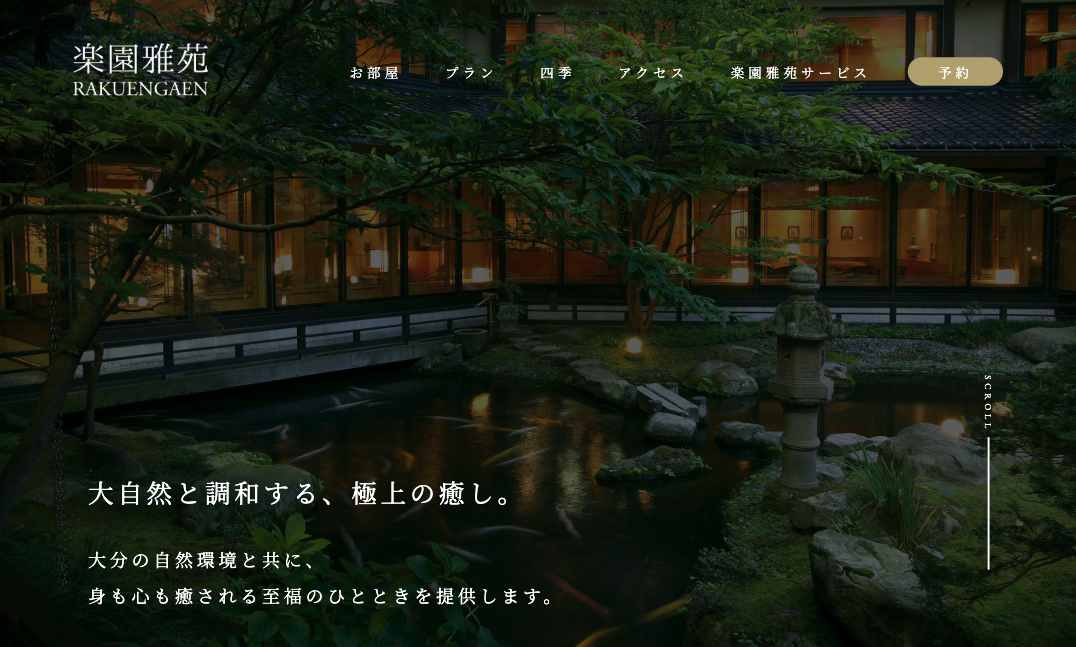 楽園雅苑
RAKUENGAEN
お部屋
プラン
四季
アクセス
楽園雅苑サービス
予約
SCROLL
大自然と調和する、極上の癒し。
大分の自然環境と共に、
身も心も癒される至福のひとときを提供します。